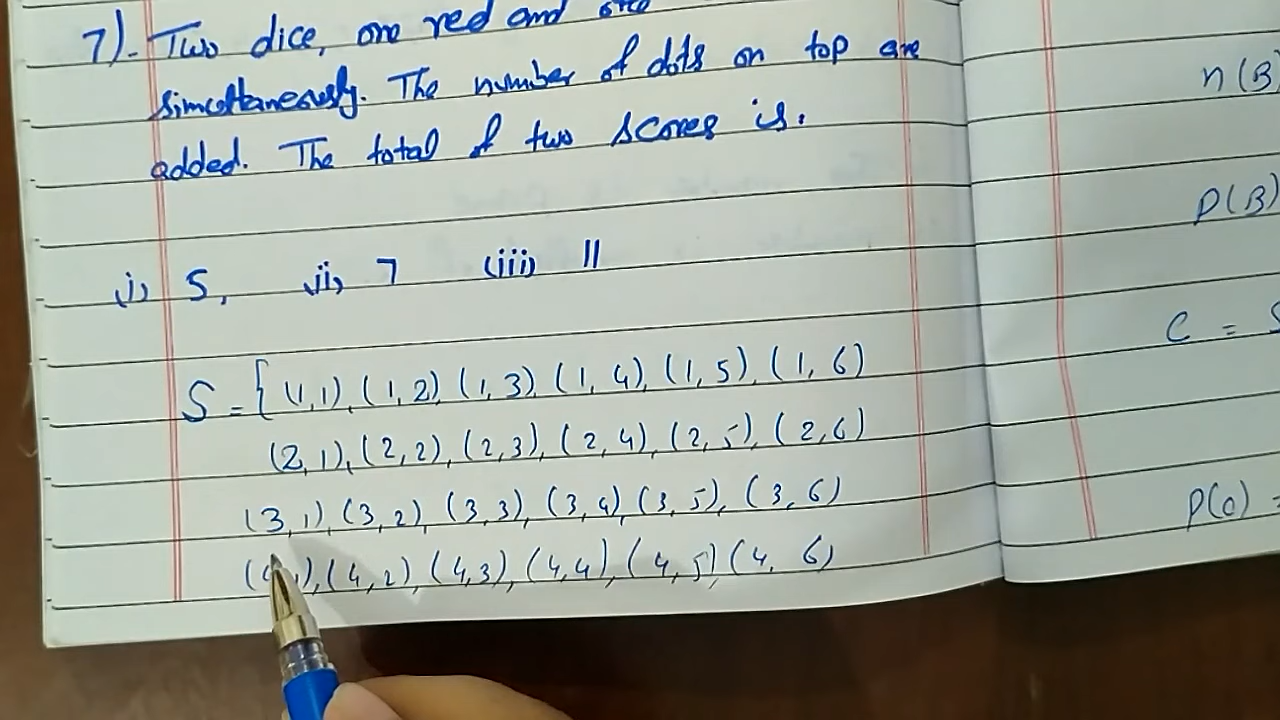 7). Two dice, one red and
simultaneously. The number of dots on top are
added. The total of two scores is.
(i) 5, (ii) 7 (iii) 11
S = { (1,1), (1,2), (1,3), (1,4), (1,5), (1,6)
(2,1), (2,2), (2,3), (2,4), (2,5), (2,6)
(3,1), (3,2), (3,3), (3,4), (3,5), (3,6)
(4,1), (4,2), (4,3), (4,4), (4,5), (4,6)
n(B)
P(B)
C =
P(C) =